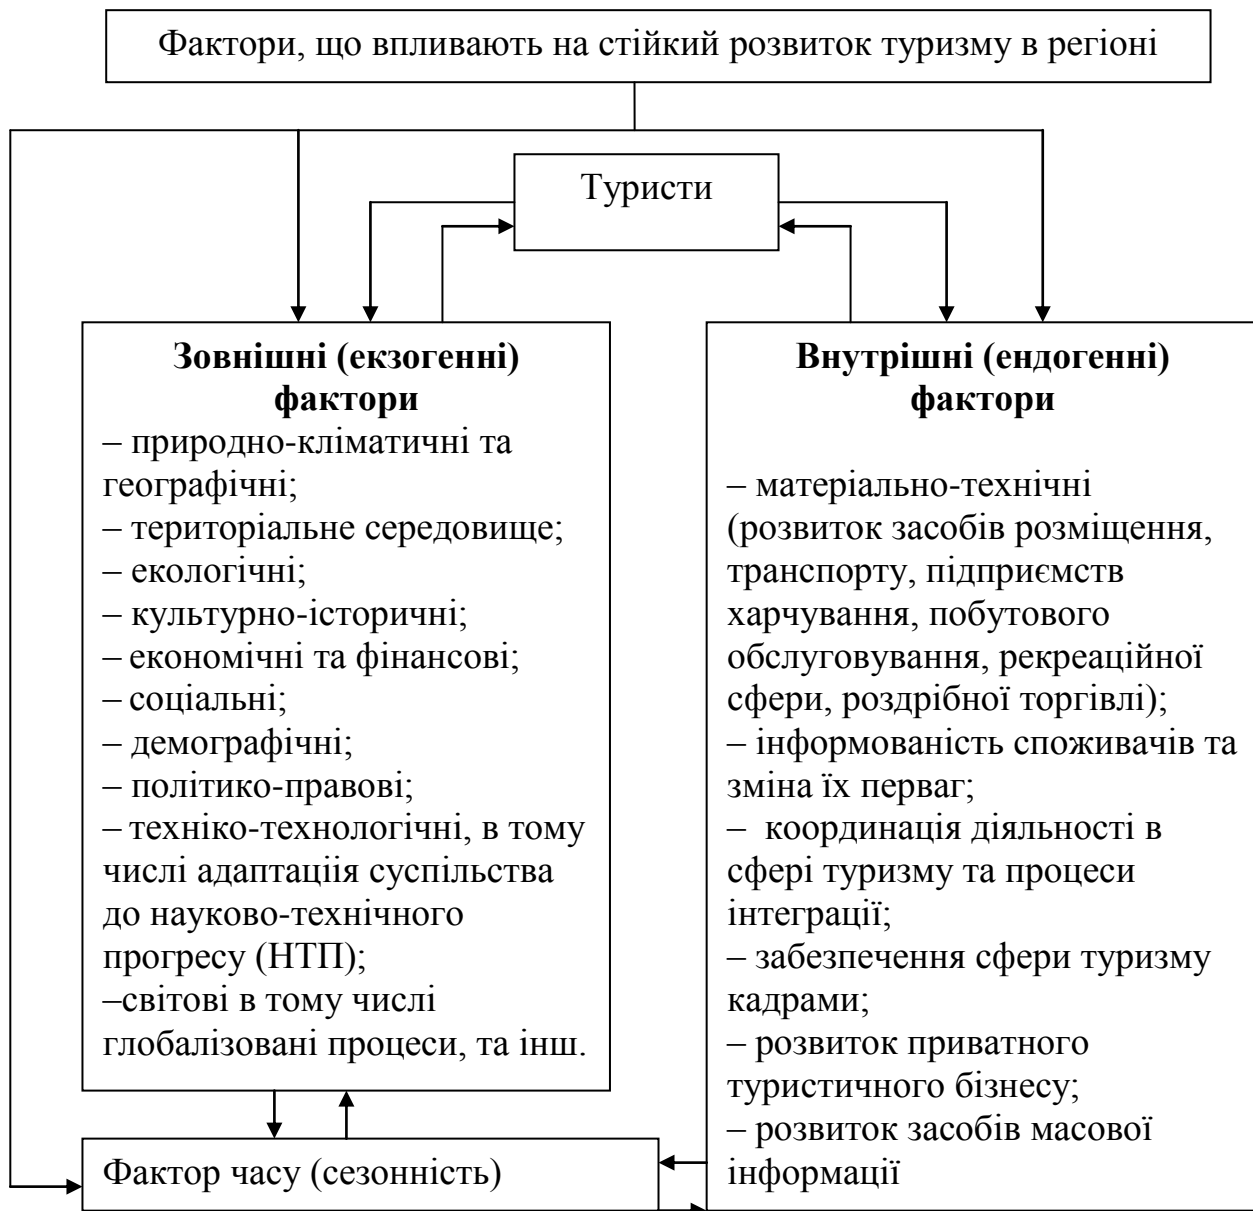 Фактори, що впливають на стійкий розвиток туризму в регіоні
Туристи
Зовнішні (екзогенні)
фактори
– природно-кліматичні та
географічні;
– територіальне середовище;
– екологічні;
– культурно-історичні;
– економічні та фінансові;
– соціальні;
– демографічні;
– політико-правові;
– техніко-технологічні, в тому
числі адаптаціія суспільства
до науково-технічного
прогресу (НТП);
–світові в тому числі
глобалізовані процеси, та інш.
Внутрішні (ендогенні)
фактори
– матеріально-технічні
(розвиток засобів розміщення,
транспорту, підприємств
харчування, побутового
обслуговування, рекреаційної
сфери, роздрібної торгівлі);
– інформованість споживачів та
зміна їх перваг;
–  координація діяльності в
сфері туризму та процеси
інтеграції;
– забезпечення сфери туризму
кадрами;
– розвиток приватного
туристичного бізнесу;
– розвиток засобів масової
інформації
Фактор часу (сезонність)